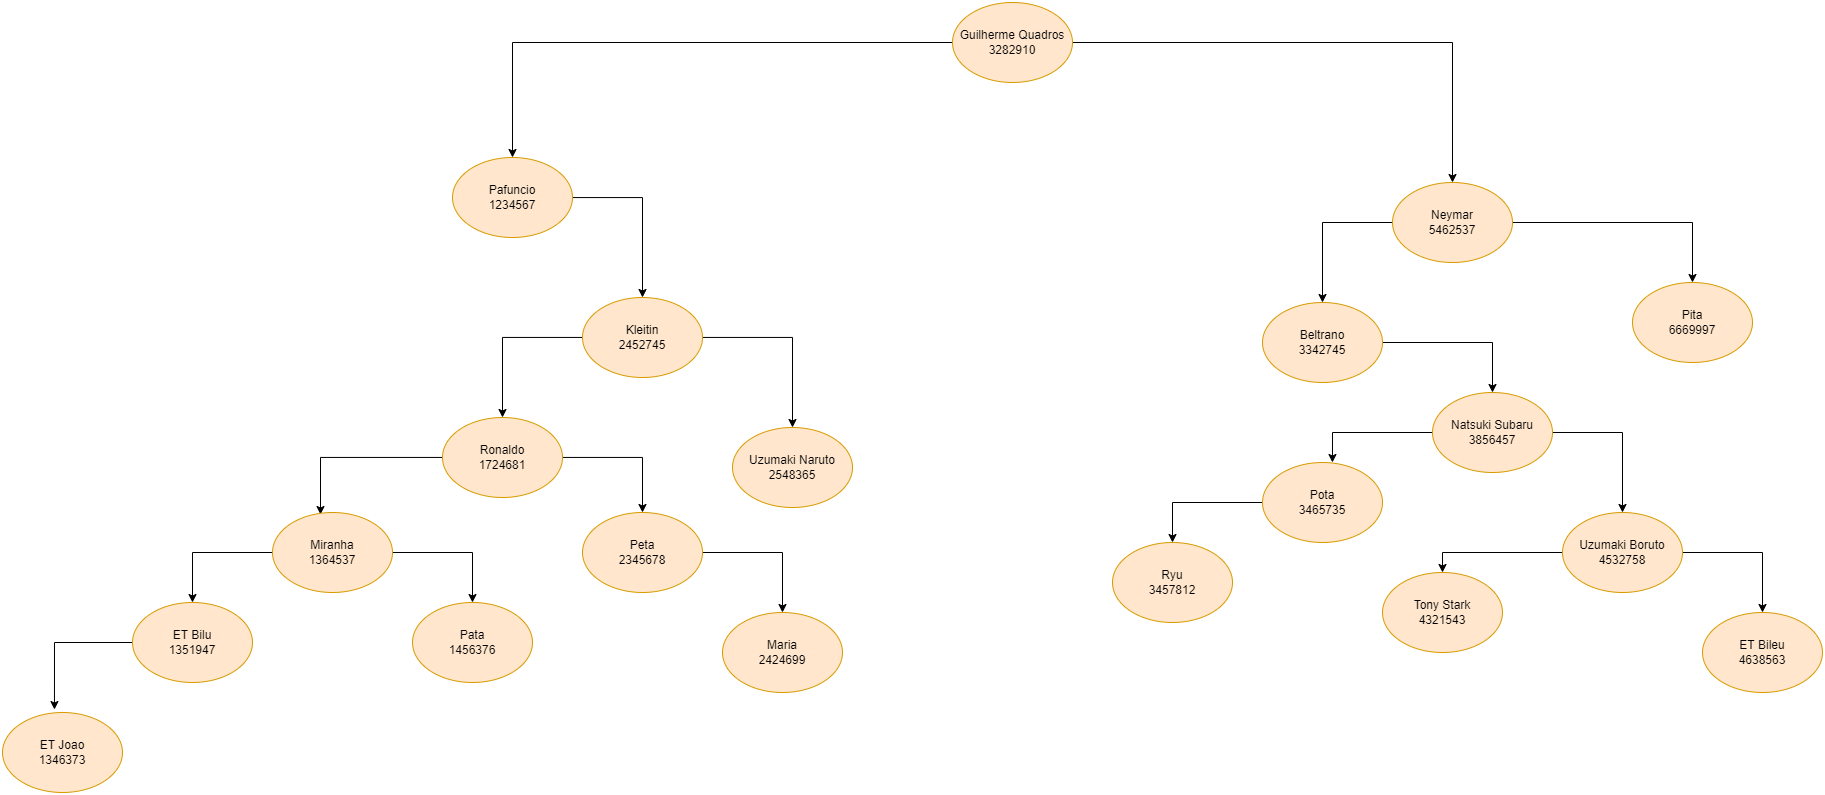 Guilherme Quadros
3282910
Pafuncio
1234567
Neymar
5462537
Kleitin
2452745
Pita
6669997
Beltrano
3342745
Natsuki Subaru
3856457
Ronaldo
1724681
Uzumaki Naruto
2548365
Pota
3465735
Miranha
1364537
Peta
2345678
Uzumaki Boruto
4532758
Ryu
3457812
Tony Stark
4321543
ET Bilu
1351947
Pata
1456376
Maria
2424699
ET Bileu
4638563
ET Joao
1346373